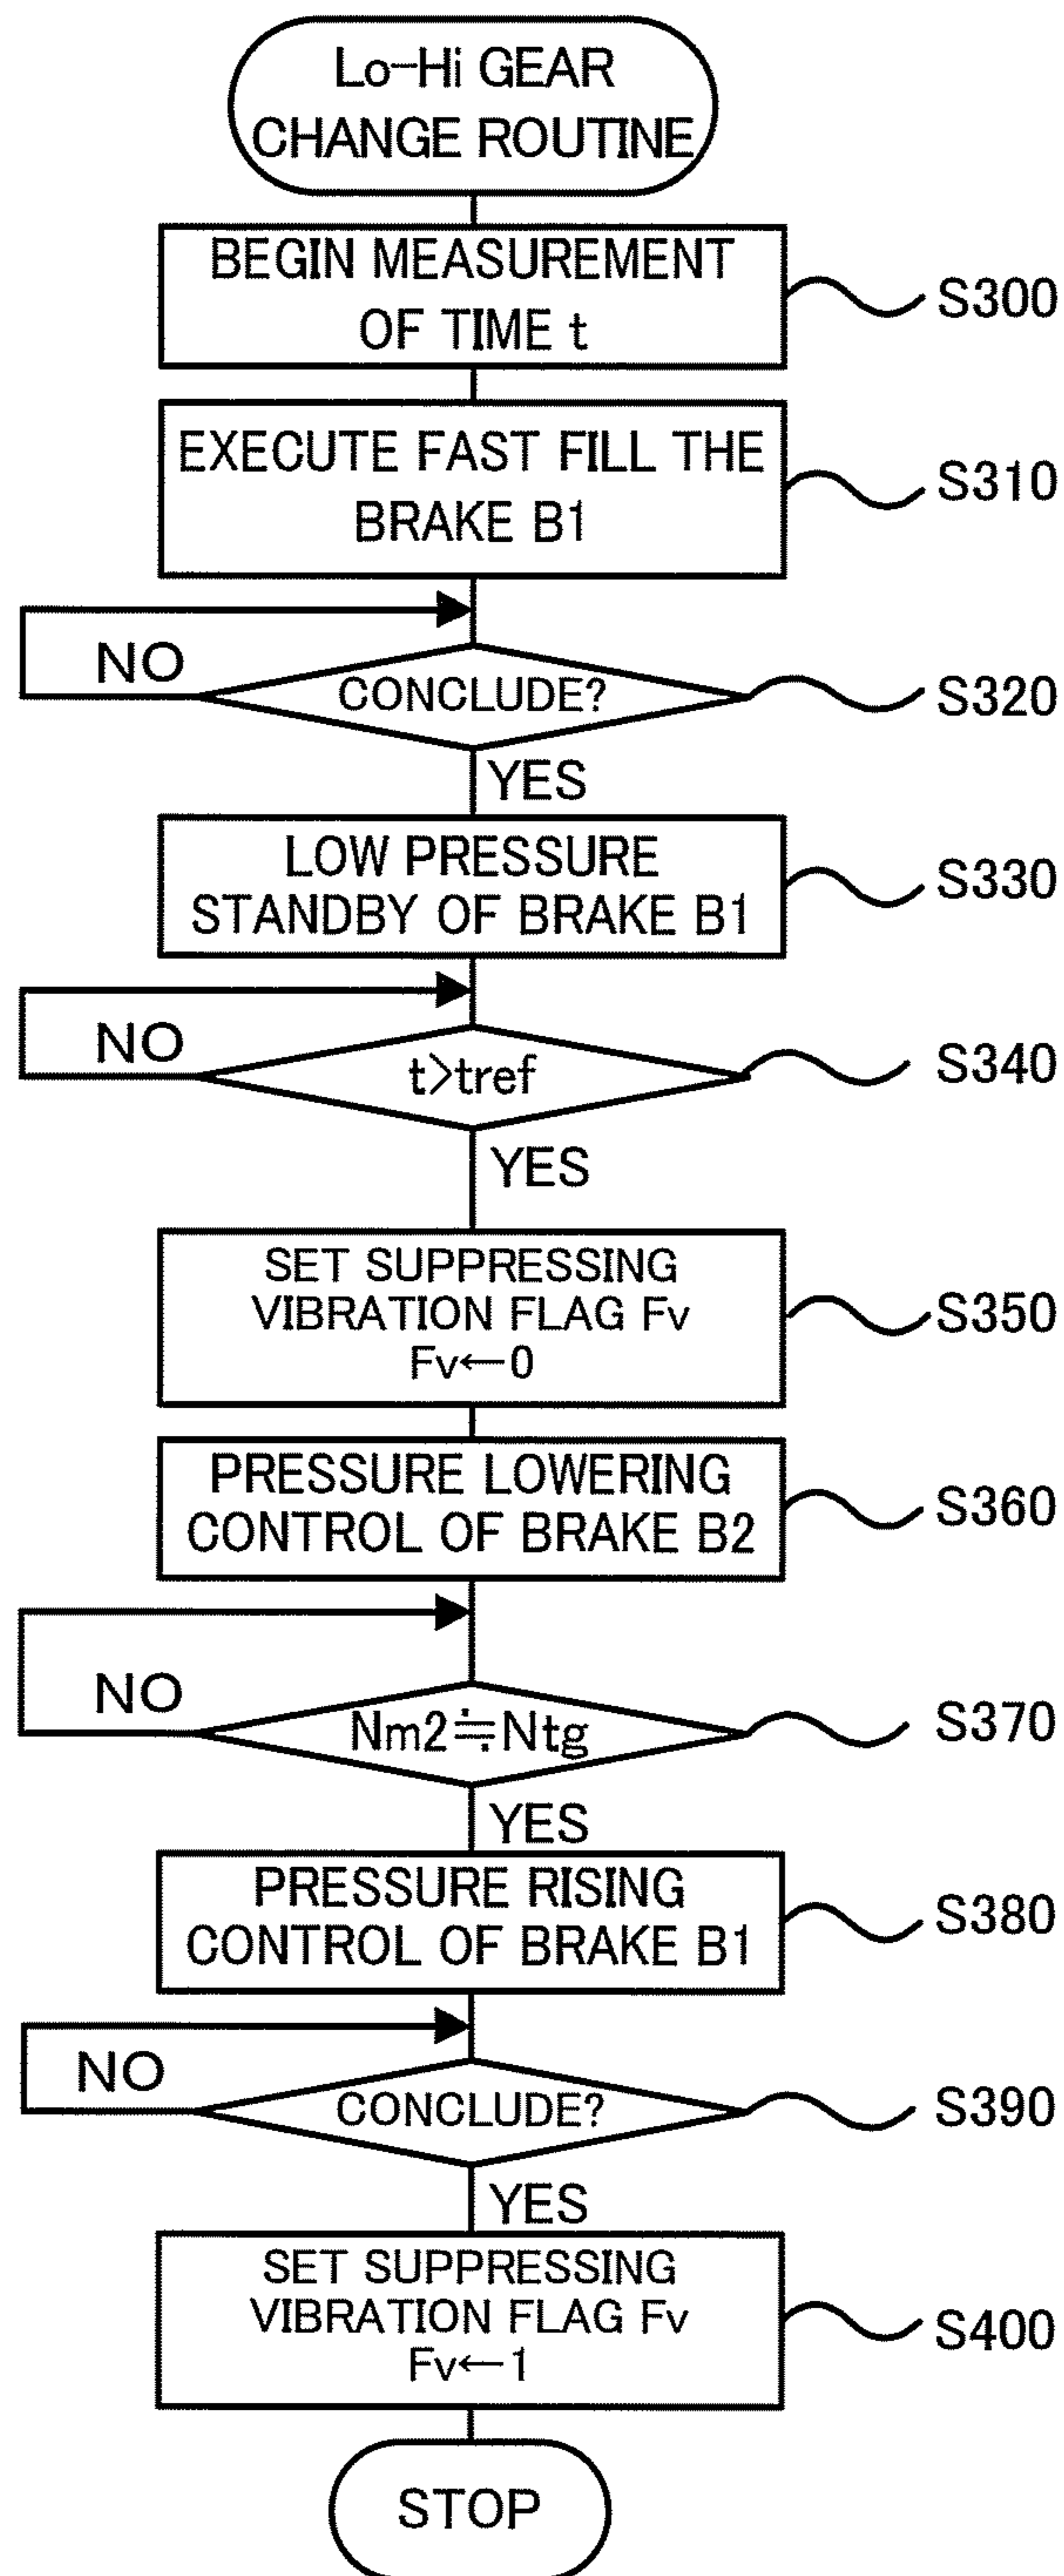 Lo-Hi GEAR
CHANGE ROUTINE
BEGIN MEASUREMENT
OF TIME t
S300
EXECUTE FAST FILL THE
BRAKE B1
S310
NO
CONCLUDE?
S320
YES
LOW PRESSURE
STANDBY OF BRAKE B1
S330
NO
t>tref
S340
YES
SET SUPPRESSING
VIBRATION FLAG Fv
Fv←0
S350
PRESSURE LOWERING
CONTROL OF BRAKE B2
S360
NO
Nm2≒Ntg
S370
YES
PRESSURE RISING
CONTROL OF BRAKE B1
S380
NO
CONCLUDE?
S390
YES
SET SUPPRESSING
VIBRATION FLAG Fv
Fv←1
S400
STOP